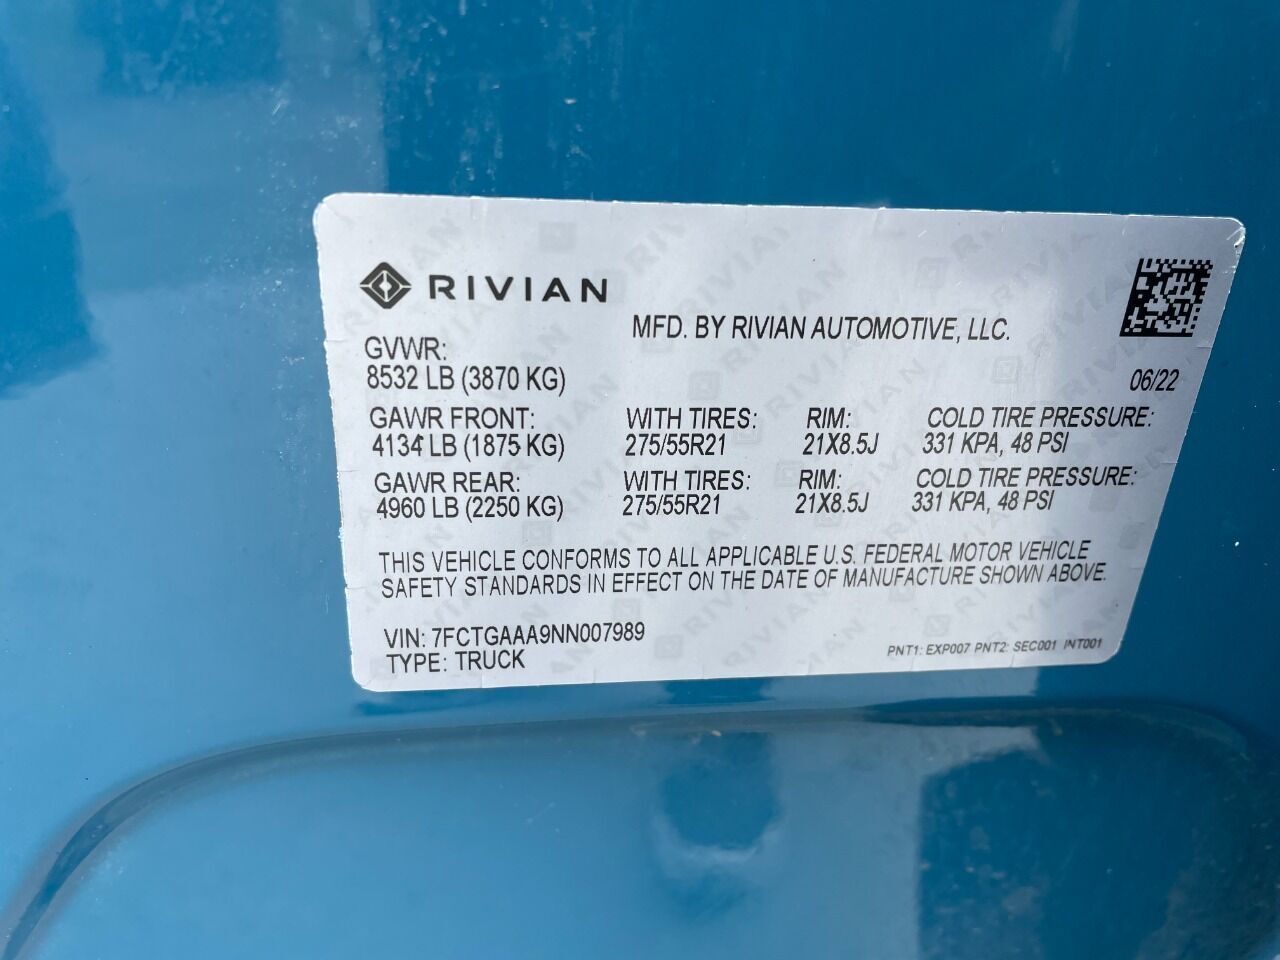 RIVIAN
MFD. BY RIVIAN AUTOMOTIVE, LLC.
GVWR:
8532 LB (3870 KG)
06/22
GAWR FRONT: WITH TIRES: RIM: COLD TIRE PRESSURE:
4134 LB (1875 KG) 275/55R21 21X8.5J 331 KPA, 48 PSI
GAWR REAR: WITH TIRES: RIM: COLD TIRE PRESSURE:
4960 LB (2250 KG) 275/55R21 21X8.5J 331 KPA, 48 PSI
THIS VEHICLE CONFORMS TO ALL APPLICABLE U.S. FEDERAL MOTOR VEHICLE
SAFETY STANDARDS IN EFFECT ON THE DATE OF MANUFACTURE SHOWN ABOVE.
VIN: 7FCTGAAA9NN007989
TYPE: TRUCK
PNT1: EXP007 PNT2: SEC001 INT001